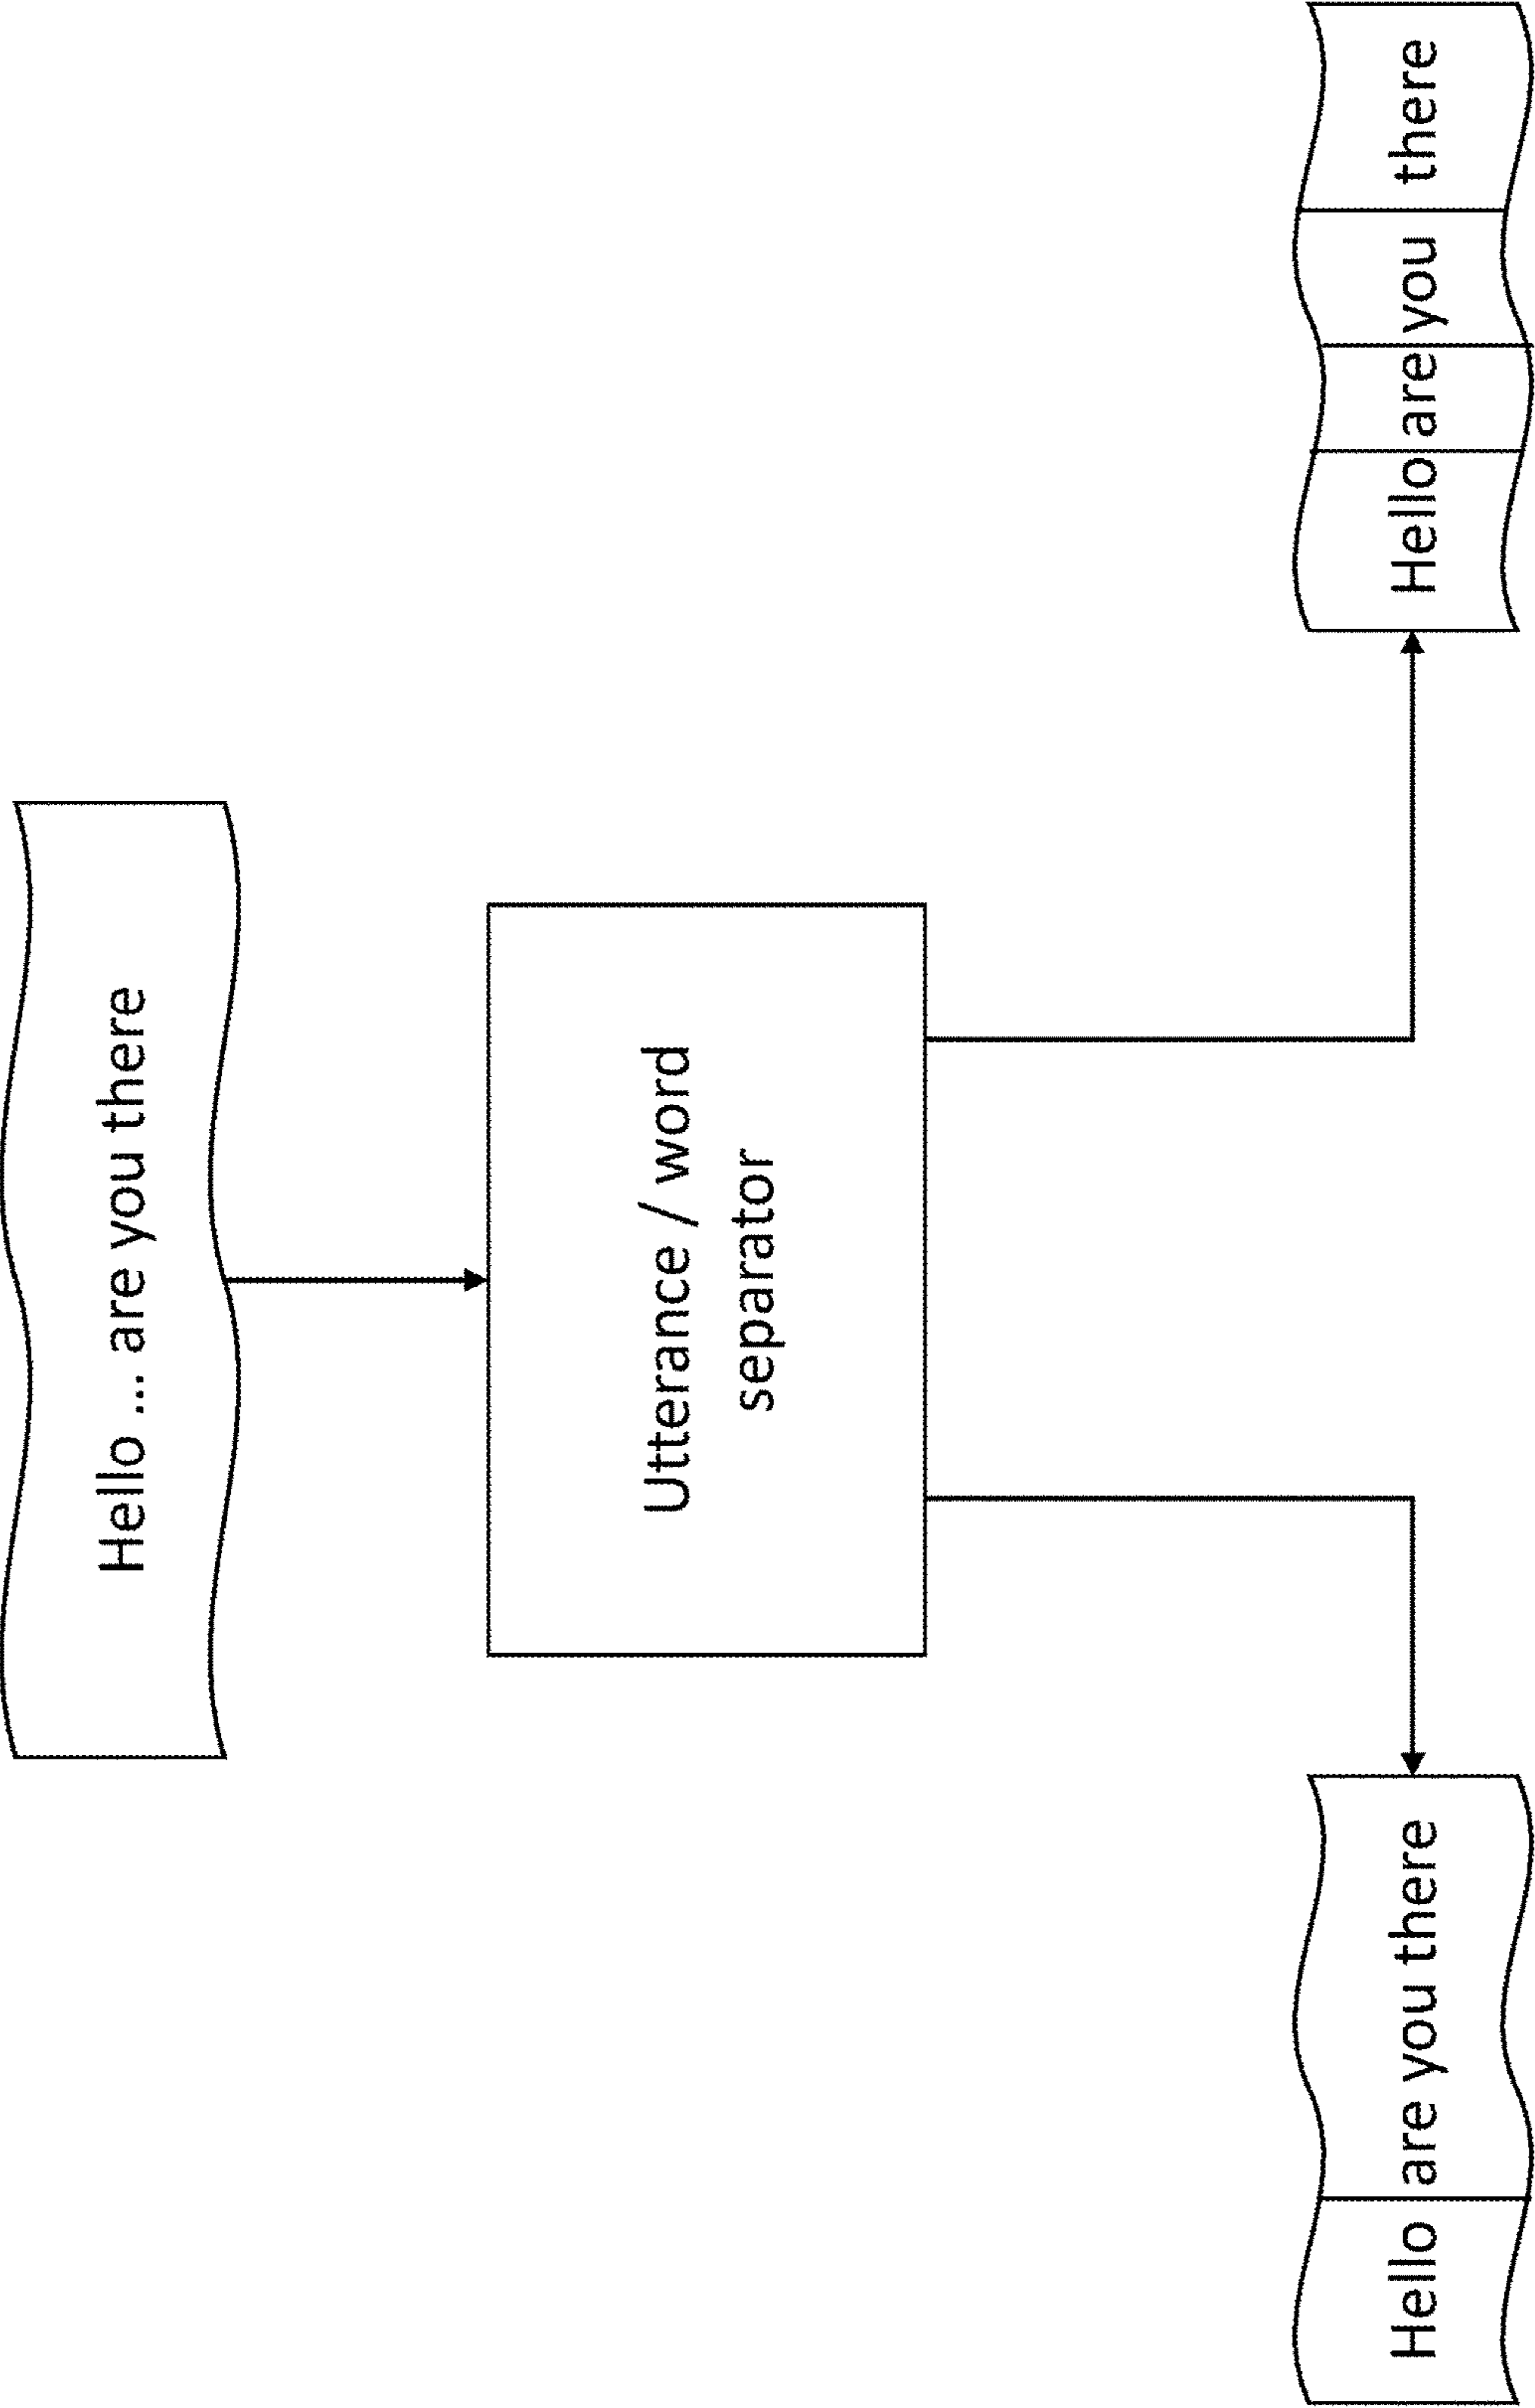 Hello ... are you there
Utterance / word
separator
Hello are you there
Hello are you there